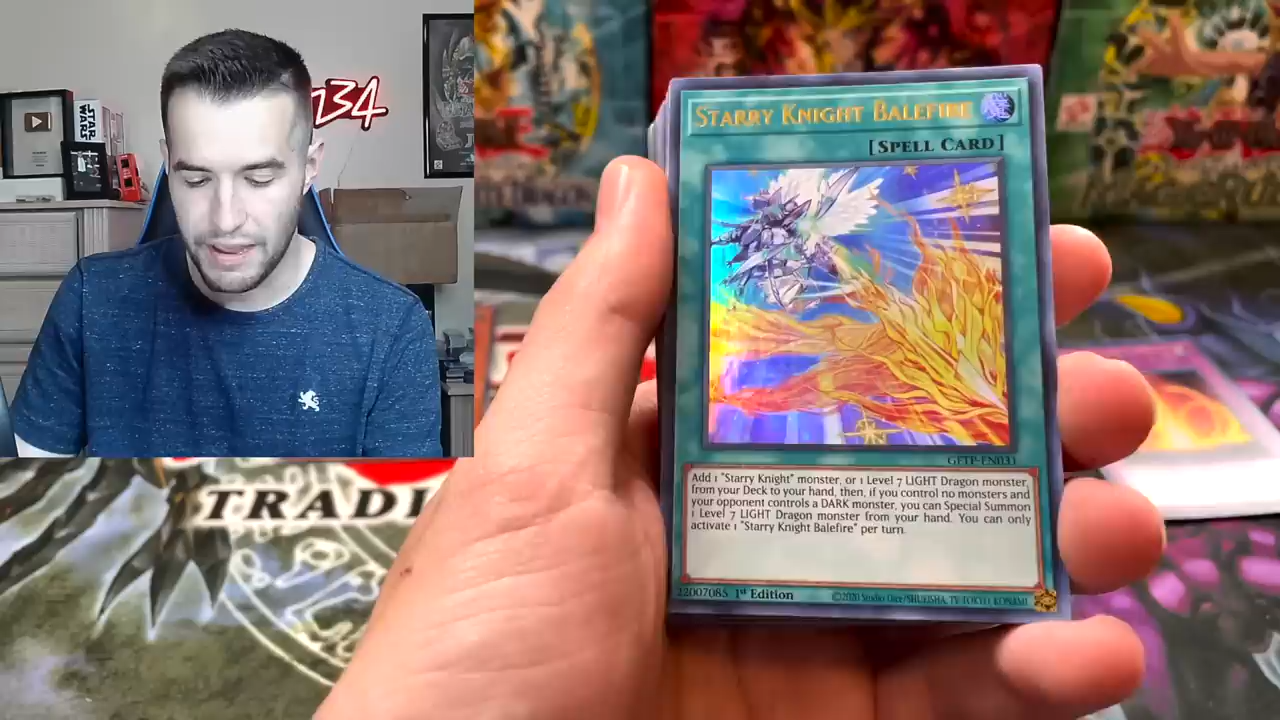 234
STAR
WARS
STARRY KNIGHT BALEFIRE
[SPELL CARD]
GFTP-EN031
Add 1 "Starry Knight" monster, or 1 Level 7 LIGHT Dragon monster,
from your Deck to your hand, then, if you control no monsters and
your opponent controls a DARK monster, you can Special Summon
1 Level 7 LIGHT Dragon monster from your hand. You can only
activate 1 "Starry Knight Balefire" per turn.
22007085 1st Edition
©2020 Studio Dice/SHUEISHA, TV TOKYO, KONAMI
TRADI